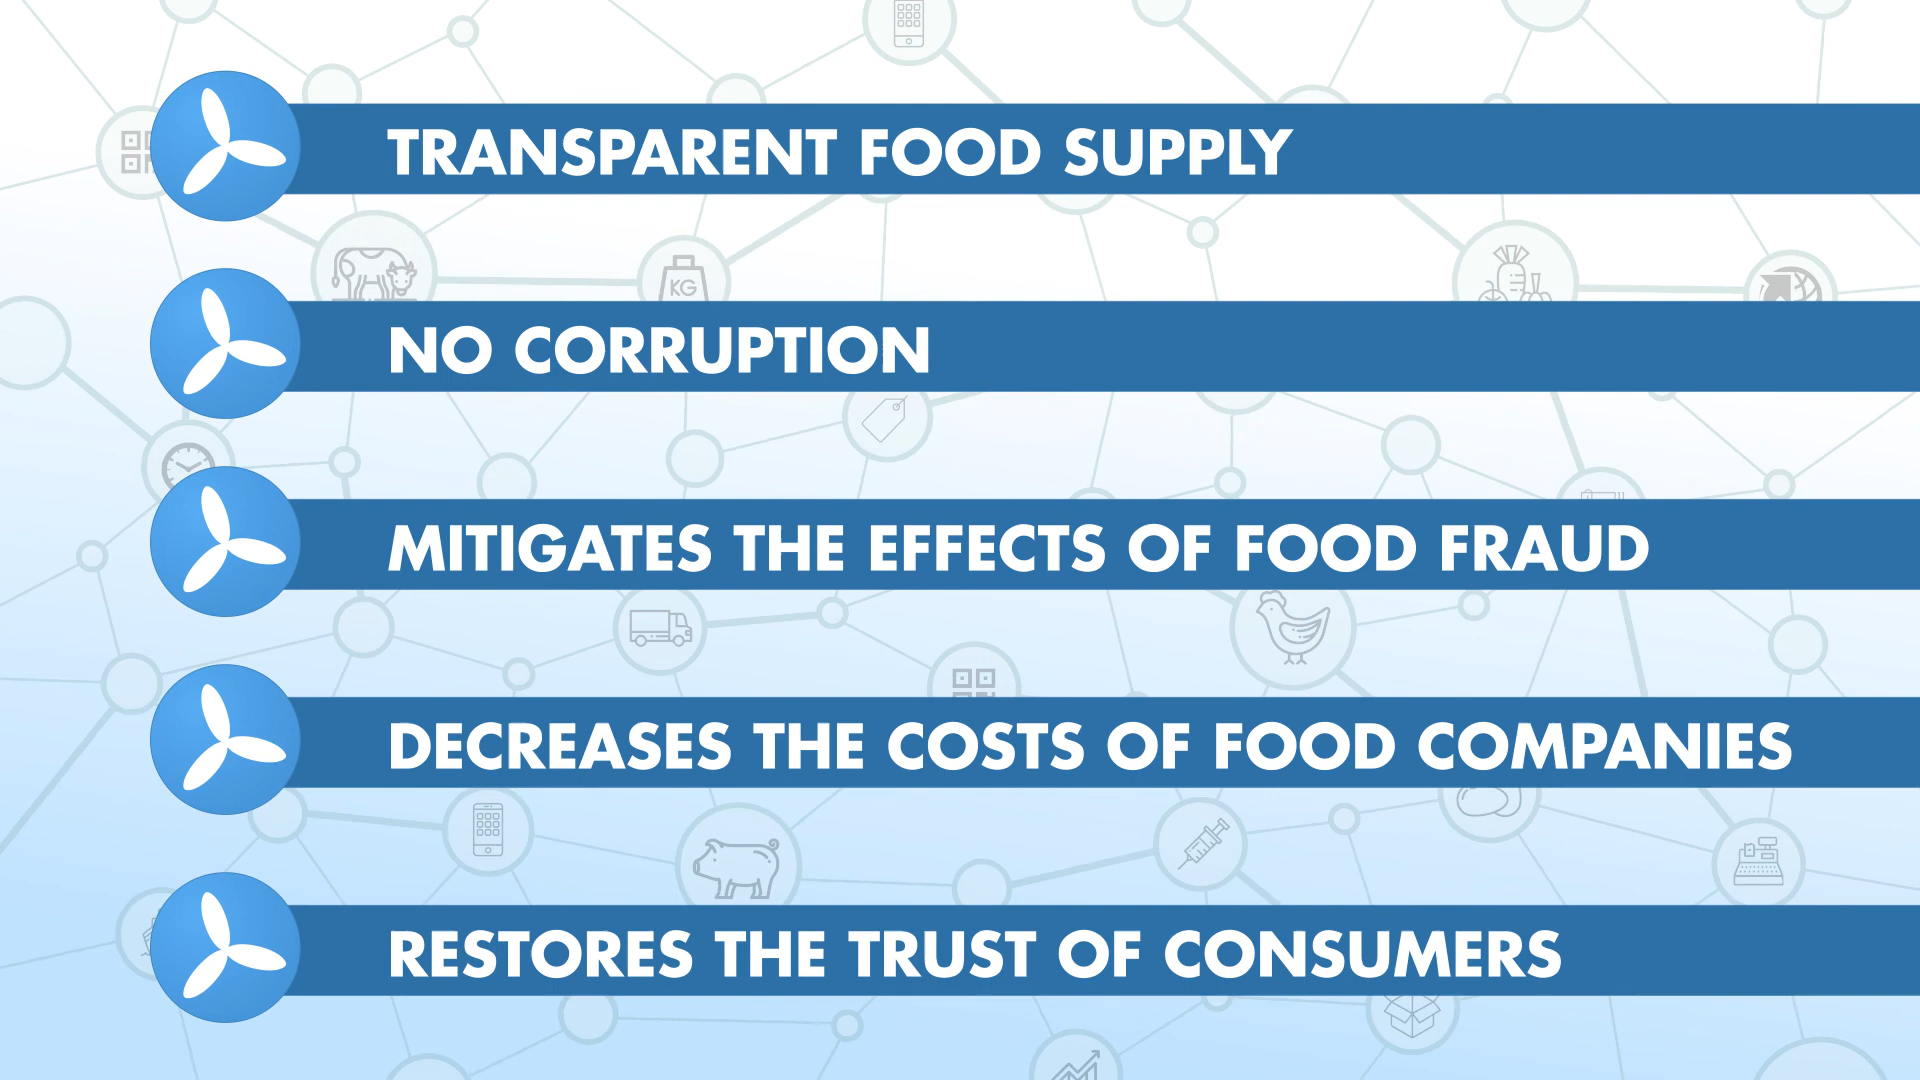 TRANSPARENT FOOD SUPPLY
KG
NO CORRUPTION
MITIGATES THE EFFECTS OF FOOD FRAUD
DECREASES THE COSTS OF FOOD COMPANIES
RESTORES THE TRUST OF CONSUMERS